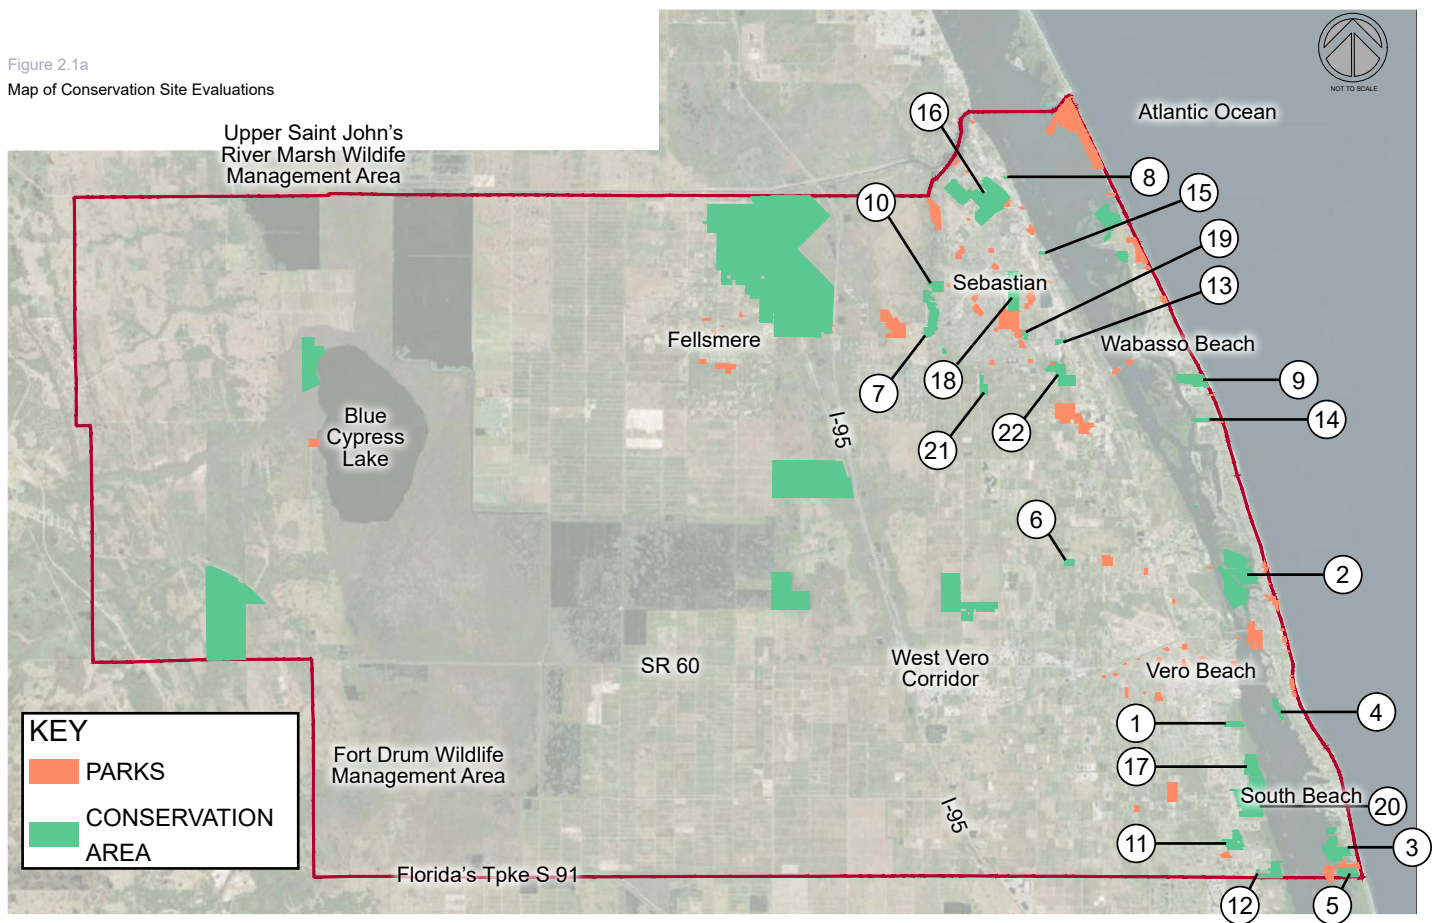 Figure 2.1a
Map of Conservation Site Evaluations
NOT TO SCALE
Atlantic Ocean
Upper Saint John's
River Marsh Wildife
Management Area
16
8
10
15
19
13
Sebastian
Fellsmere
Wabasso Beach
7
18
9
14
21
22
I-95
Blue
Cypress
Lake
6
2
SR 60
West Vero
Corridor
Vero Beach
1
4
17
South Beach
20
11
3
12
5
I-95
Fort Drum Wildlife
Management Area
Florida's Tpke S 91
KEY
PARKS
CONSERVATION
AREA